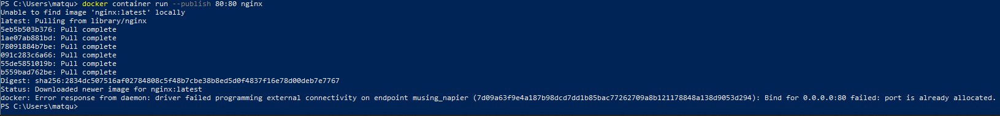 PS C:\Users\matqu> docker container run --publish 80:80 nginx
Unable to find image 'nginx:latest' locally
latest: Pulling from library/nginx
5eb5b503b376: Pull complete
1ae07ab881bd: Pull complete
78091884b7be: Pull complete
091c283c6a66: Pull complete
55de5851019b: Pull complete
b559bad762be: Pull complete
Digest: sha256:2834dc507516af02784808c5f48b7cbe38b8ed5d0f4837f16e78d00deb7e7767
Status: Downloaded newer image for nginx:latest
docker: Error response from daemon: driver failed programming external connectivity on endpoint musing_napier (7d09a63f9e4a187b98dcd7dd1b85bac77262709a8b121178848a138d9053d294): Bind for 0.0.0.0:80 failed: port is already allocated.
PS C:\Users\matqu>